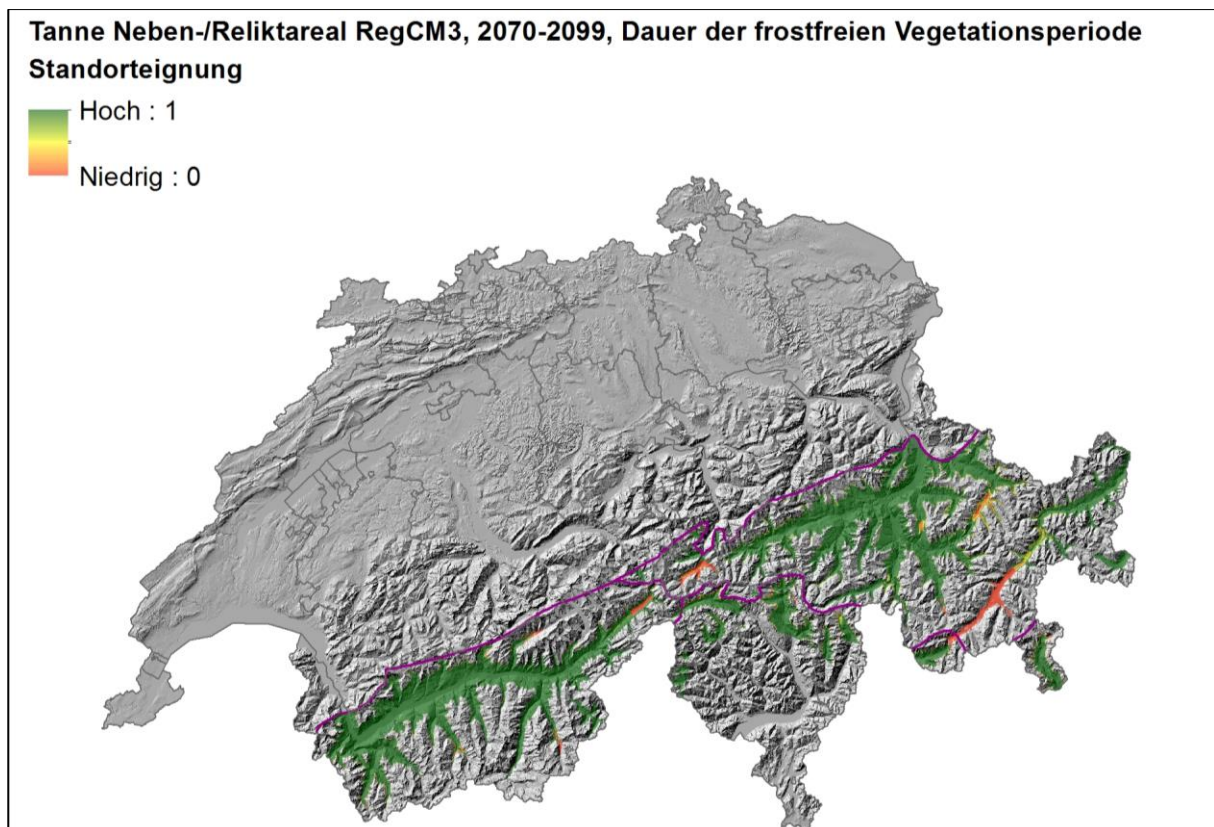 Tanne Neben-/Reliktareal RegCM3, 2070-2099, Dauer der frostfreien Vegetationsperiode
Standorteignung
Hoch : 1
Niedrig : 0